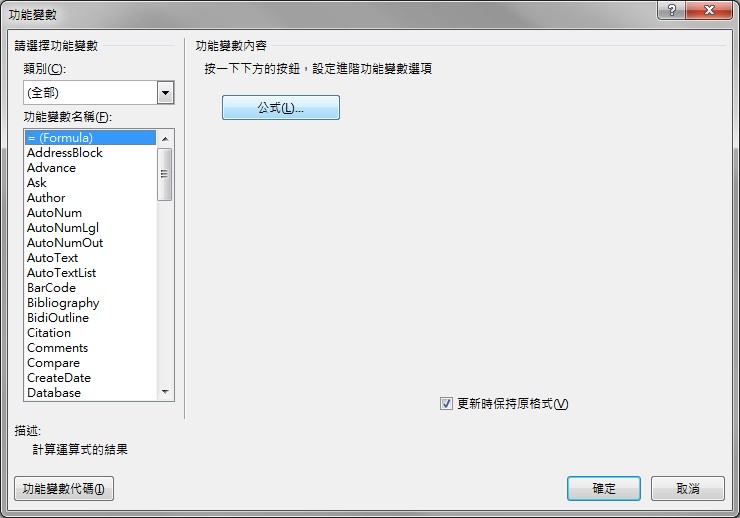 功能變數
請選擇功能變數
類別(C):
(全部)
功能變數名稱(F):
= (Formula)
AddressBlock
Advance
Ask
Author
AutoNum
AutoNumLgl
AutoNumOut
AutoText
AutoTextList
BarCode
Bibliography
BidiOutline
Citation
Comments
Compare
CreateDate
Database
功能變數內容
按一下下方的按鈕，設定進階功能變數選項
公式(L)...
更新時保持原格式(V)
描述:
計算運算式的結果
功能變數代碼(I)
確定
取消